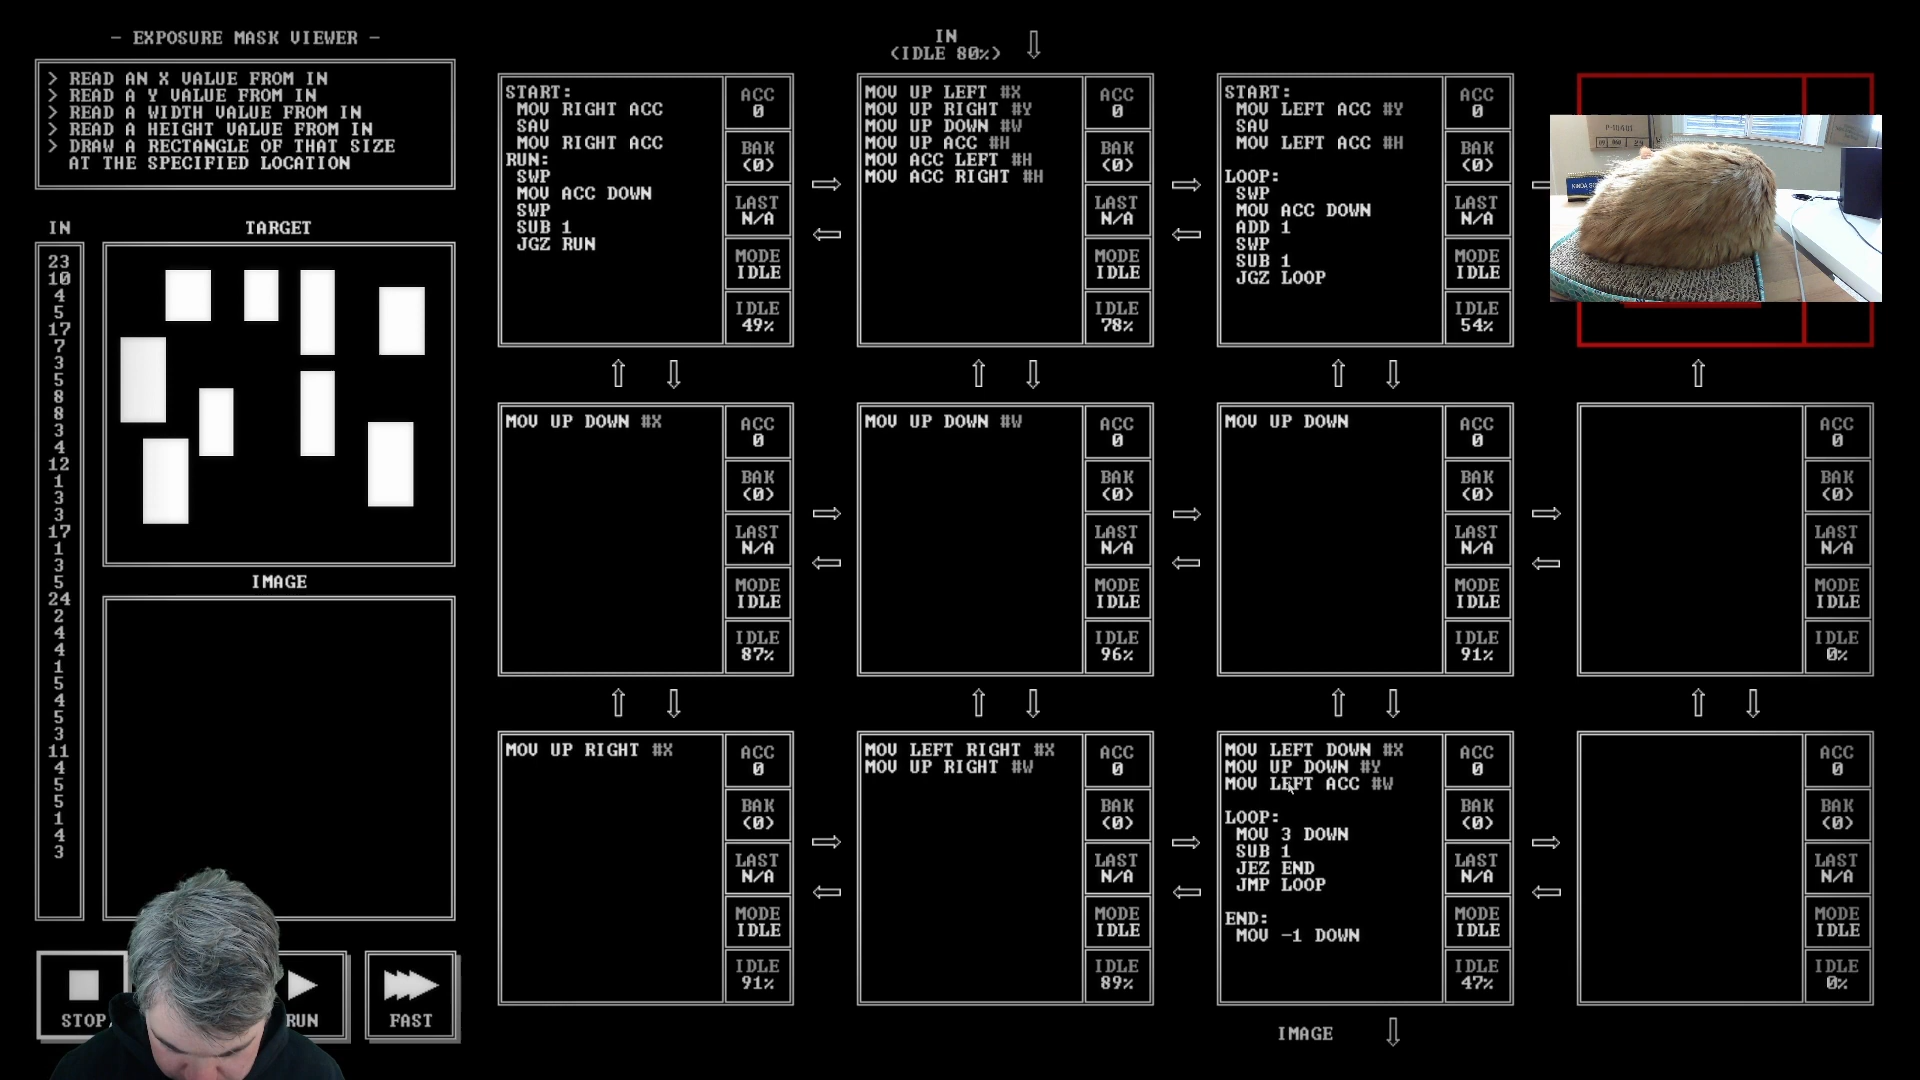 - EXPOSURE MASK VIEWER -
> READ AN X VALUE FROM IN
> READ A Y VALUE FROM IN
> READ A WIDTH VALUE FROM IN
> READ A HEIGHT VALUE FROM IN
> DRAW A RECTANGLE OF THAT SIZE
AT THE SPECIFIED LOCATION
IN
TARGET
23
10
4
5
17
7
3
5
8
8
3
4
12
1
3
3
17
1
3
5
24
2
4
4
1
5
4
5
3
11
4
5
5
1
4
3
IMAGE
STOP
RUN
FAST
IN
(IDLE 80%)
START:
MOV RIGHT ACC
SAV
MOV RIGHT ACC
RUN:
SWP
MOV ACC DOWN
SWP
SUB 1
JGZ RUN
ACC
0
BAK
(0)
LAST
N/A
MODE
IDLE
IDLE
49%
MOV UP LEFT #X
MOV UP RIGHT #Y
MOV UP DOWN #W
MOV UP ACC #H
MOV ACC LEFT #H
MOV ACC RIGHT #H
ACC
0
BAK
(0)
LAST
N/A
MODE
IDLE
IDLE
78%
START:
MOV LEFT ACC #Y
SAV
MOV LEFT ACC #H
LOOP:
SWP
MOV ACC DOWN
ADD 1
SWP
SUB 1
JGZ LOOP
ACC
0
BAK
(0)
LAST
N/A
MODE
IDLE
IDLE
54%
P-10401
MOV UP DOWN #X
ACC
0
BAK
(0)
LAST
N/A
MODE
IDLE
IDLE
87%
MOV UP DOWN #W
ACC
0
BAK
(0)
LAST
N/A
MODE
IDLE
IDLE
96%
MOV UP DOWN
ACC
0
BAK
(0)
LAST
N/A
MODE
IDLE
IDLE
91%
ACC
0
BAK
(0)
LAST
N/A
MODE
IDLE
IDLE
0%
MOV UP RIGHT #X
ACC
0
BAK
(0)
LAST
N/A
MODE
IDLE
IDLE
91%
MOV LEFT RIGHT #X
MOV UP RIGHT #W
ACC
0
BAK
(0)
LAST
N/A
MODE
IDLE
IDLE
89%
MOV LEFT DOWN #X
MOV UP DOWN #Y
MOV LEFT ACC #W
LOOP:
MOV 3 DOWN
SUB 1
JEZ END
JMP LOOP
END:
MOV -1 DOWN
ACC
0
BAK
(0)
LAST
N/A
MODE
IDLE
IDLE
47%
ACC
0
BAK
(0)
LAST
N/A
MODE
IDLE
IDLE
0%
IMAGE